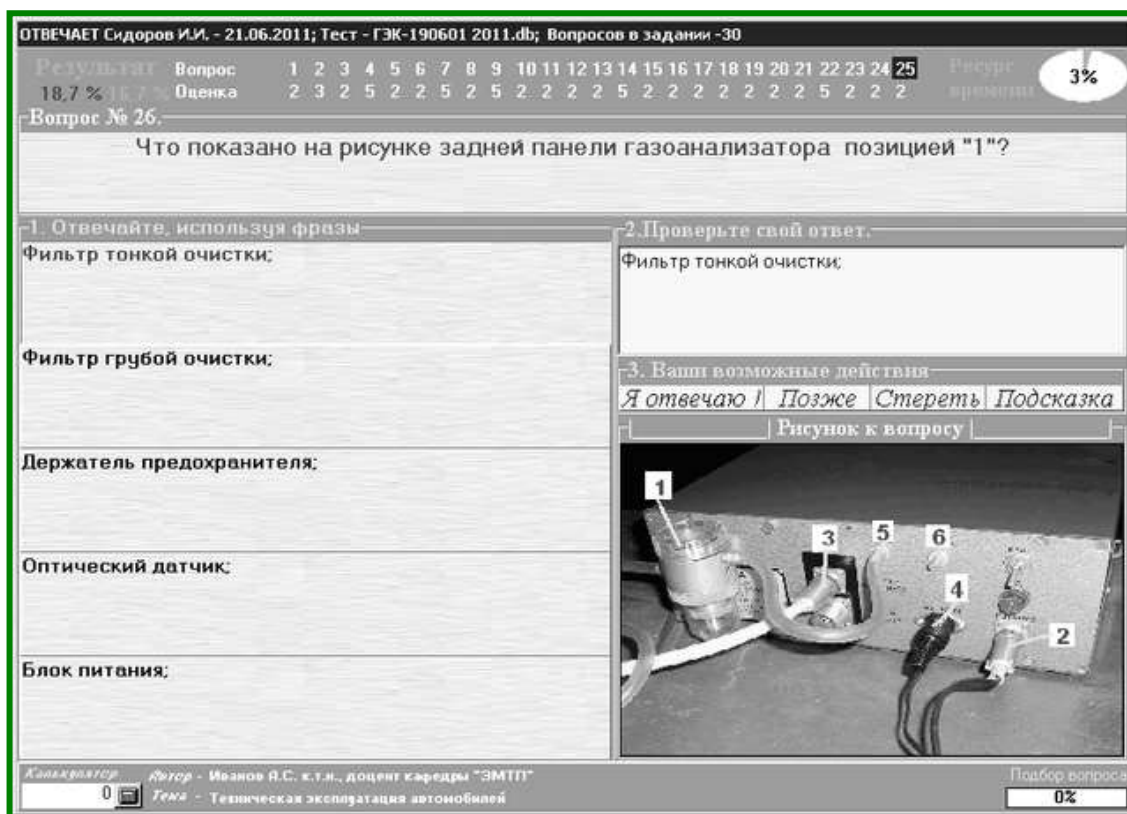 ОТВЕЧАЕТ Сидоров И.И. - 21.06.2011; Тест - ГЭК-190601 2011.db; Вопросов в задании -30
Результат Вопрос 1 2 3 4 5 6 7 8 9 10 11 12 13 14 15 16 17 18 19 20 21 22 23 24 25 Ресурс
18,7 % 16,7 % Оценка 2 3 2 5 2 2 5 2 5 2 2 2 2 5 2 2 2 2 2 2 2 5 2 2 2 времени 3%
Вопрос № 26.
Что показано на рисунке задней панели газоанализатора позицией "1"?
1. Отвечайте, используя фразы
Фильтр тонкой очистки;
Фильтр грубой очистки;
Держатель предохранителя;
Оптический датчик;
Блок питания;
2.Проверьте свой ответ.
Фильтр тонкой очистки;
3. Ваши возможные действия
Я отвечаю ! Позже Стереть Подсказка
Рисунок к вопросу
1
3
5
6
4
2
Калькулятор Автор - Иванов А.С. к.т.н., доцент кафедры "ЭМТП" Подбор вопроса
0 Тема - Техническая эксплуатация автомобилей 0%